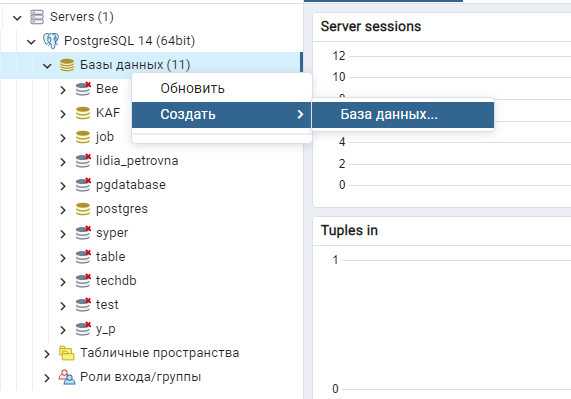 Servers (1)
PostgreSQL 14 (64bit)
Базы данных (11)
Bee
KAF
job
lidia_petrovna
pgdatabase
postgres
syper
table
techdb
test
y_p
Табличные пространства
Роли входа/группы
Обновить
Создать
База данных...
Server sessions
12
10
4
2
0
Tuples in
1
0